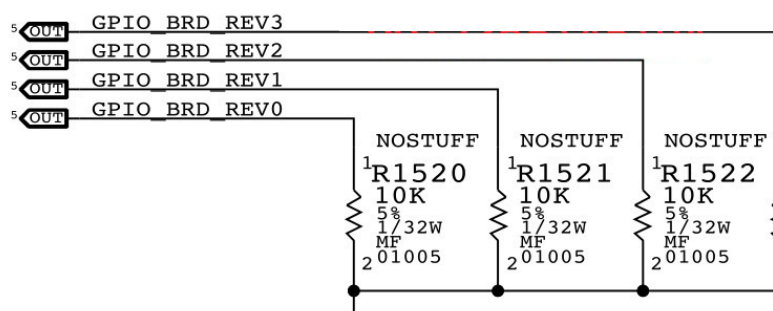 5 OUT GPIO_BRD_REV3
5 OUT GPIO_BRD_REV2
5 OUT GPIO_BRD_REV1
5 OUT GPIO_BRD_REV0
NOSTUFF
1
R1520
10K
5%
1/32W
MF
2 01005
NOSTUFF
1
R1521
10K
5%
1/32W
MF
2 01005
NOSTUFF
1
R1522
10K
5%
1/32W
MF
2 01005